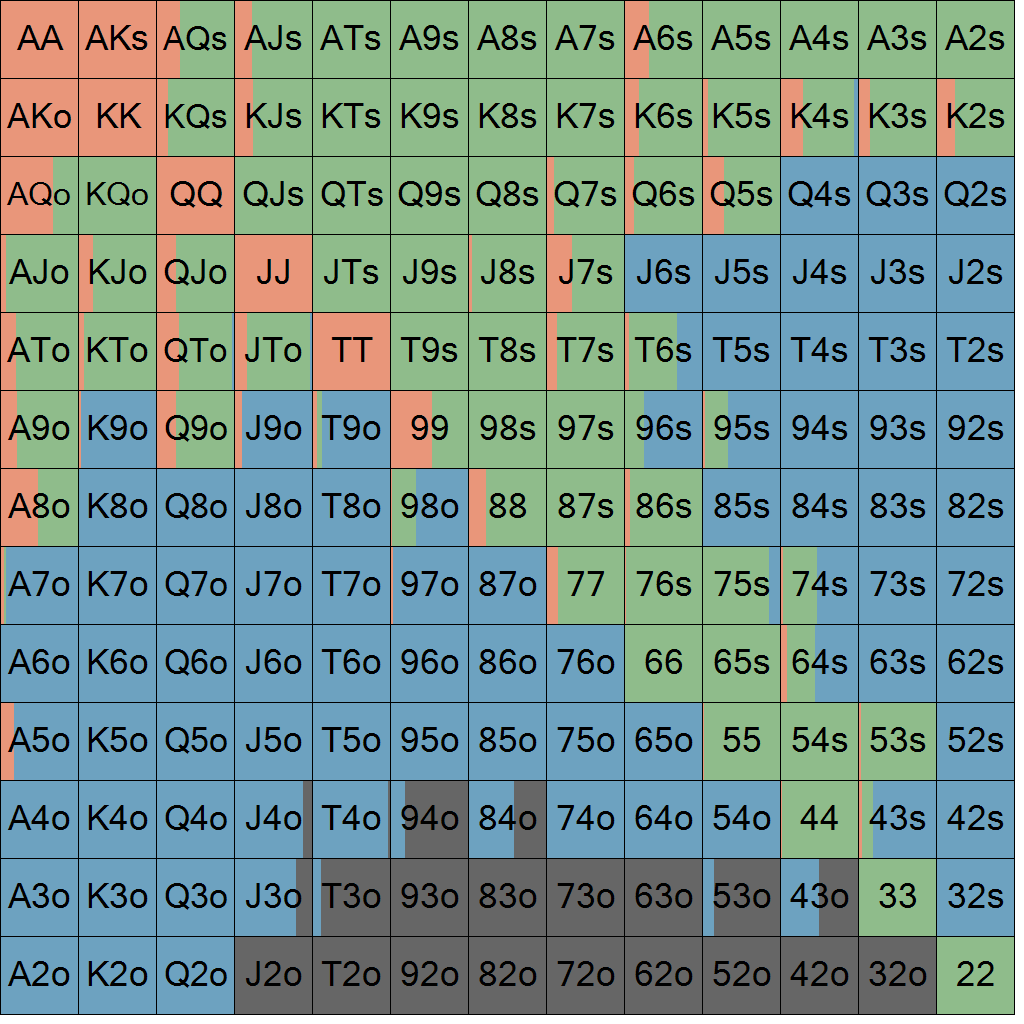 AA AKs AQs AJs ATs A9s A8s A7s A6s A5s A4s A3s A2s
AKo KK KQs KJs KTs K9s K8s K7s K6s K5s K4s K3s K2s
AQo KQo QQ QJs QTs Q9s Q8s Q7s Q6s Q5s Q4s Q3s Q2s
AJo KJo QJo JJ JTs J9s J8s J7s J6s J5s J4s J3s J2s
ATo KTo QTo JTo TT T9s T8s T7s T6s T5s T4s T3s T2s
A9o K9o Q9o J9o T9o 99 98s 97s 96s 95s 94s 93s 92s
A8o K8o Q8o J8o T8o 98o 88 87s 86s 85s 84s 83s 82s
A7o K7o Q7o J7o T7o 97o 87o 77 76s 75s 74s 73s 72s
A6o K6o Q6o J6o T6o 96o 86o 76o 66 65s 64s 63s 62s
A5o K5o Q5o J5o T5o 95o 85o 75o 65o 55 54s 53s 52s
A4o K4o Q4o J4o T4o 94o 84o 74o 64o 54o 44 43s 42s
A3o K3o Q3o J3o T3o 93o 83o 73o 63o 53o 43o 33 32s
A2o K2o Q2o J2o T2o 92o 82o 72o 62o 52o 42o 32o 22